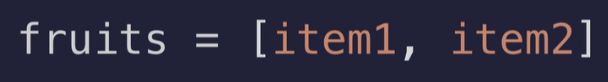 fruits = [item1, item2]